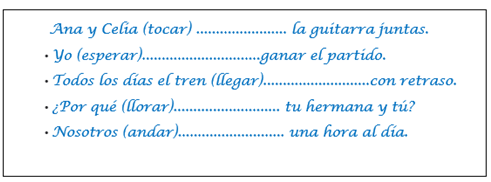 Ana y Celia (tocar) ....................... la guitarra juntas.
• Yo (esperar)..............................ganar el partido.
• Todos los días el tren (llegar)...........................con retraso.
• ¿Por qué (llorar)........................... tu hermana y tú?
• Nosotros (andar)........................... una hora al día.